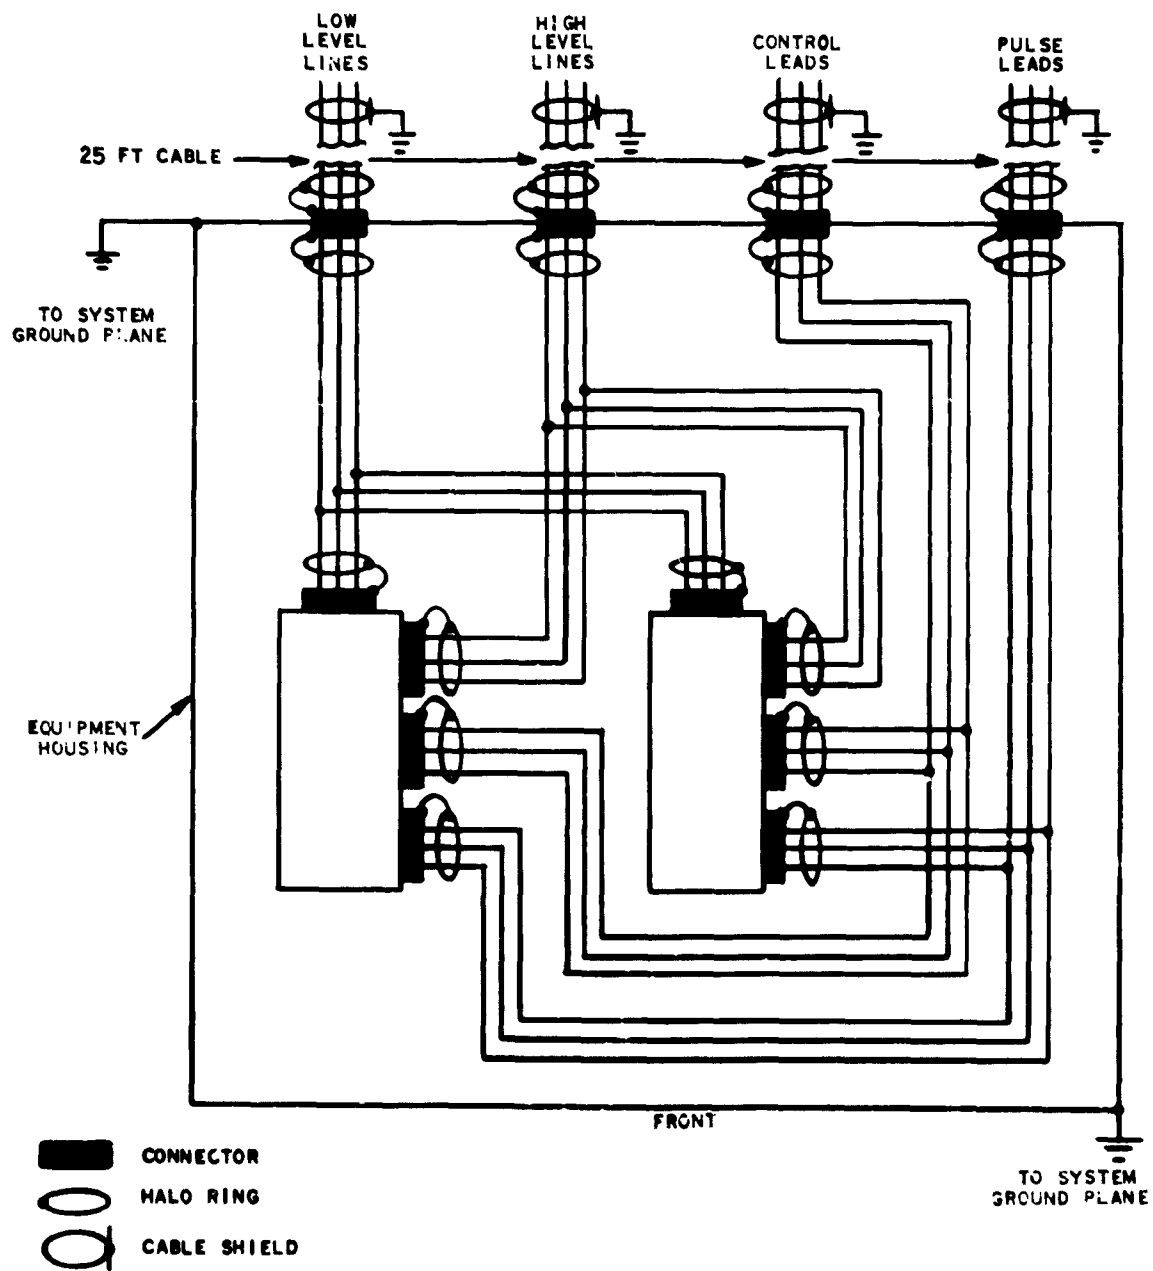 LOW
LEVEL
LINES
HIGH
LEVEL
LINES
CONTROL
LEADS
PULSE
LEADS
25 FT CABLE
TO SYSTEM
GROUND PLANE
EQUIPMENT
HOUSING
FRONT
TO SYSTEM
GROUND PLANE
CONNECTOR
HALO RING
CABLE SHIELD